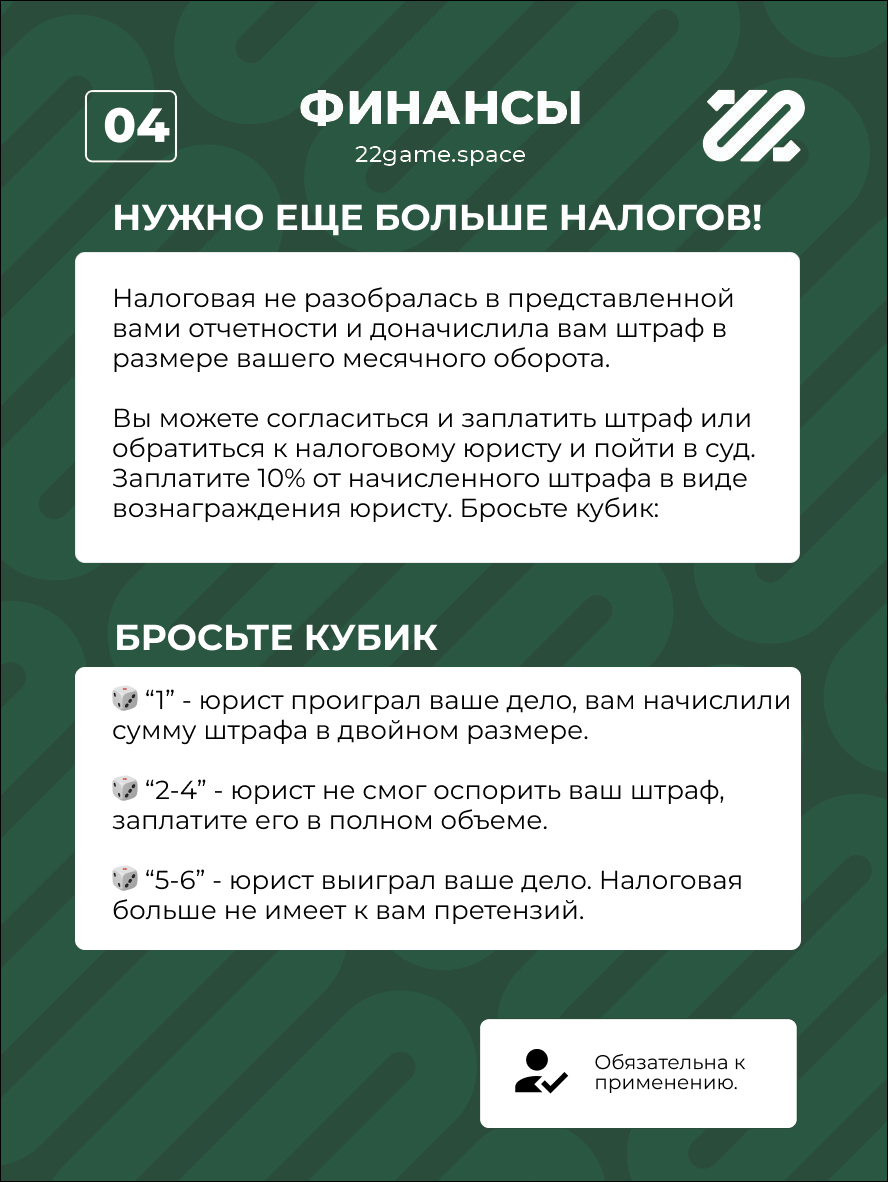 04
ФИНАНСЫ
22game.space
НУЖНО ЕЩЕ БОЛЬШЕ НАЛОГОВ!
Налоговая не разобралась в представленной
вами отчетности и доначислила вам штраф в
размере вашего месячного оборота.
Вы можете согласиться и заплатить штраф или
обратиться к налоговому юристу и пойти в суд.
Заплатите 10% от начисленного штрафа в виде
вознаграждения юристу. Бросьте кубик:
БРОСЬТЕ КУБИК
“1” - юрист проиграл ваше дело, вам начислили
сумму штрафа в двойном размере.
“2-4” - юрист не смог оспорить ваш штраф,
заплатите его в полном объеме.
“5-6” - юрист выиграл ваше дело. Налоговая
больше не имеет к вам претензий.
Обязательна к
применению.